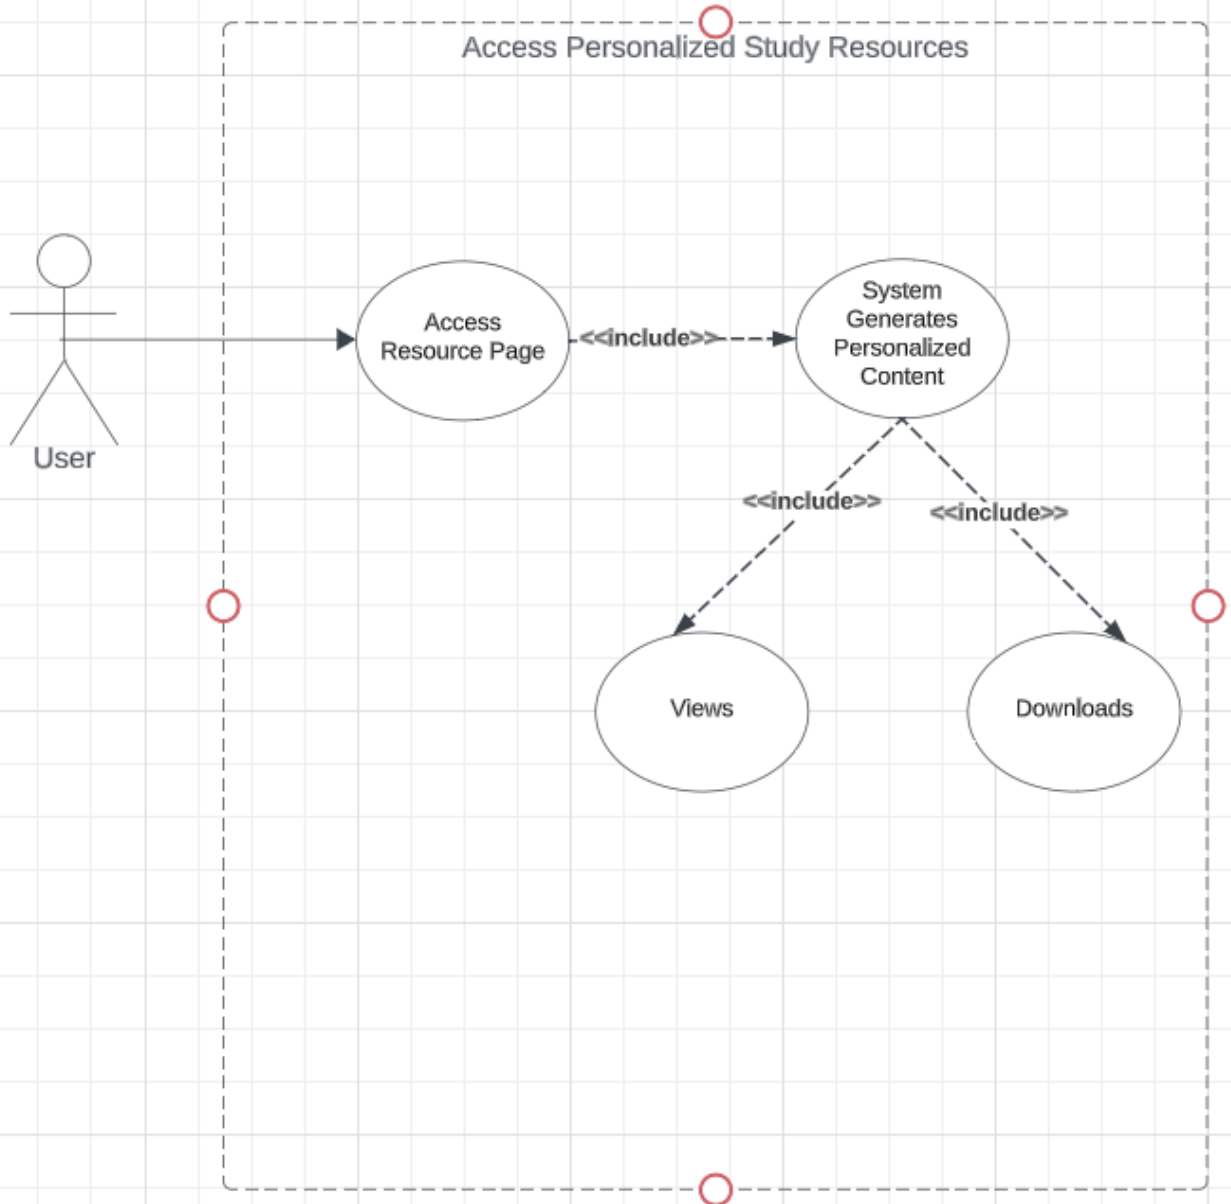 Access Personalized Study Resources
User
Access
Resource Page
<<include>>
System
Generates
Personalized
Content
<<include>>
<<include>>
Views
Downloads